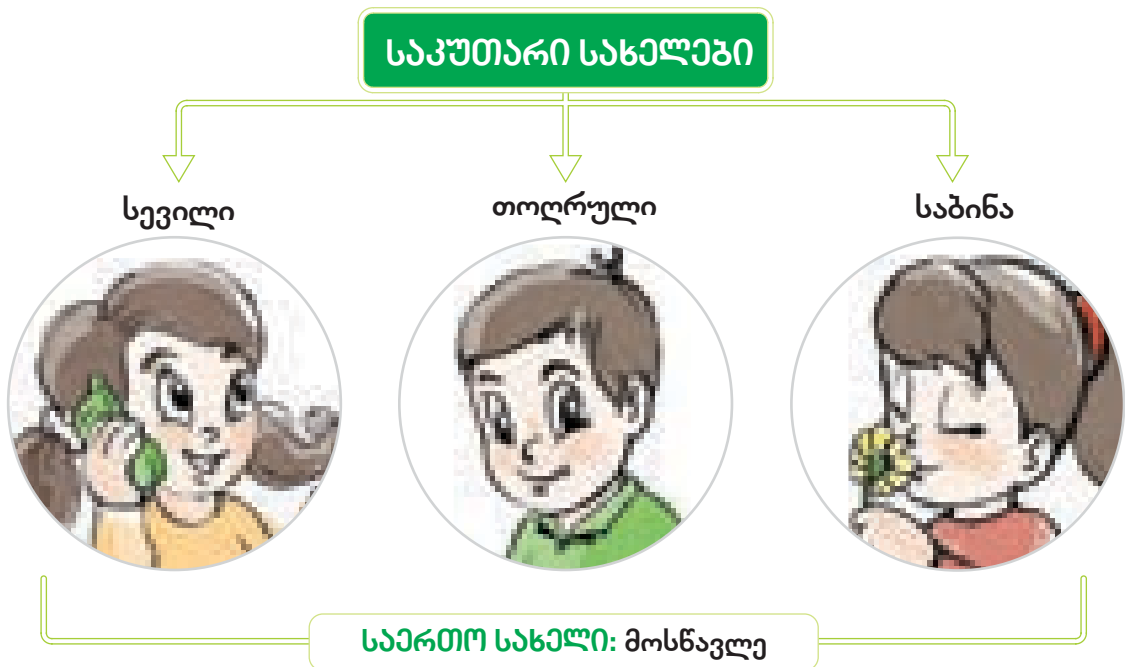 საკუთარი სახელები
სევილი
თოღრული
საბინა
საერთო სახელი: მოსწავლე